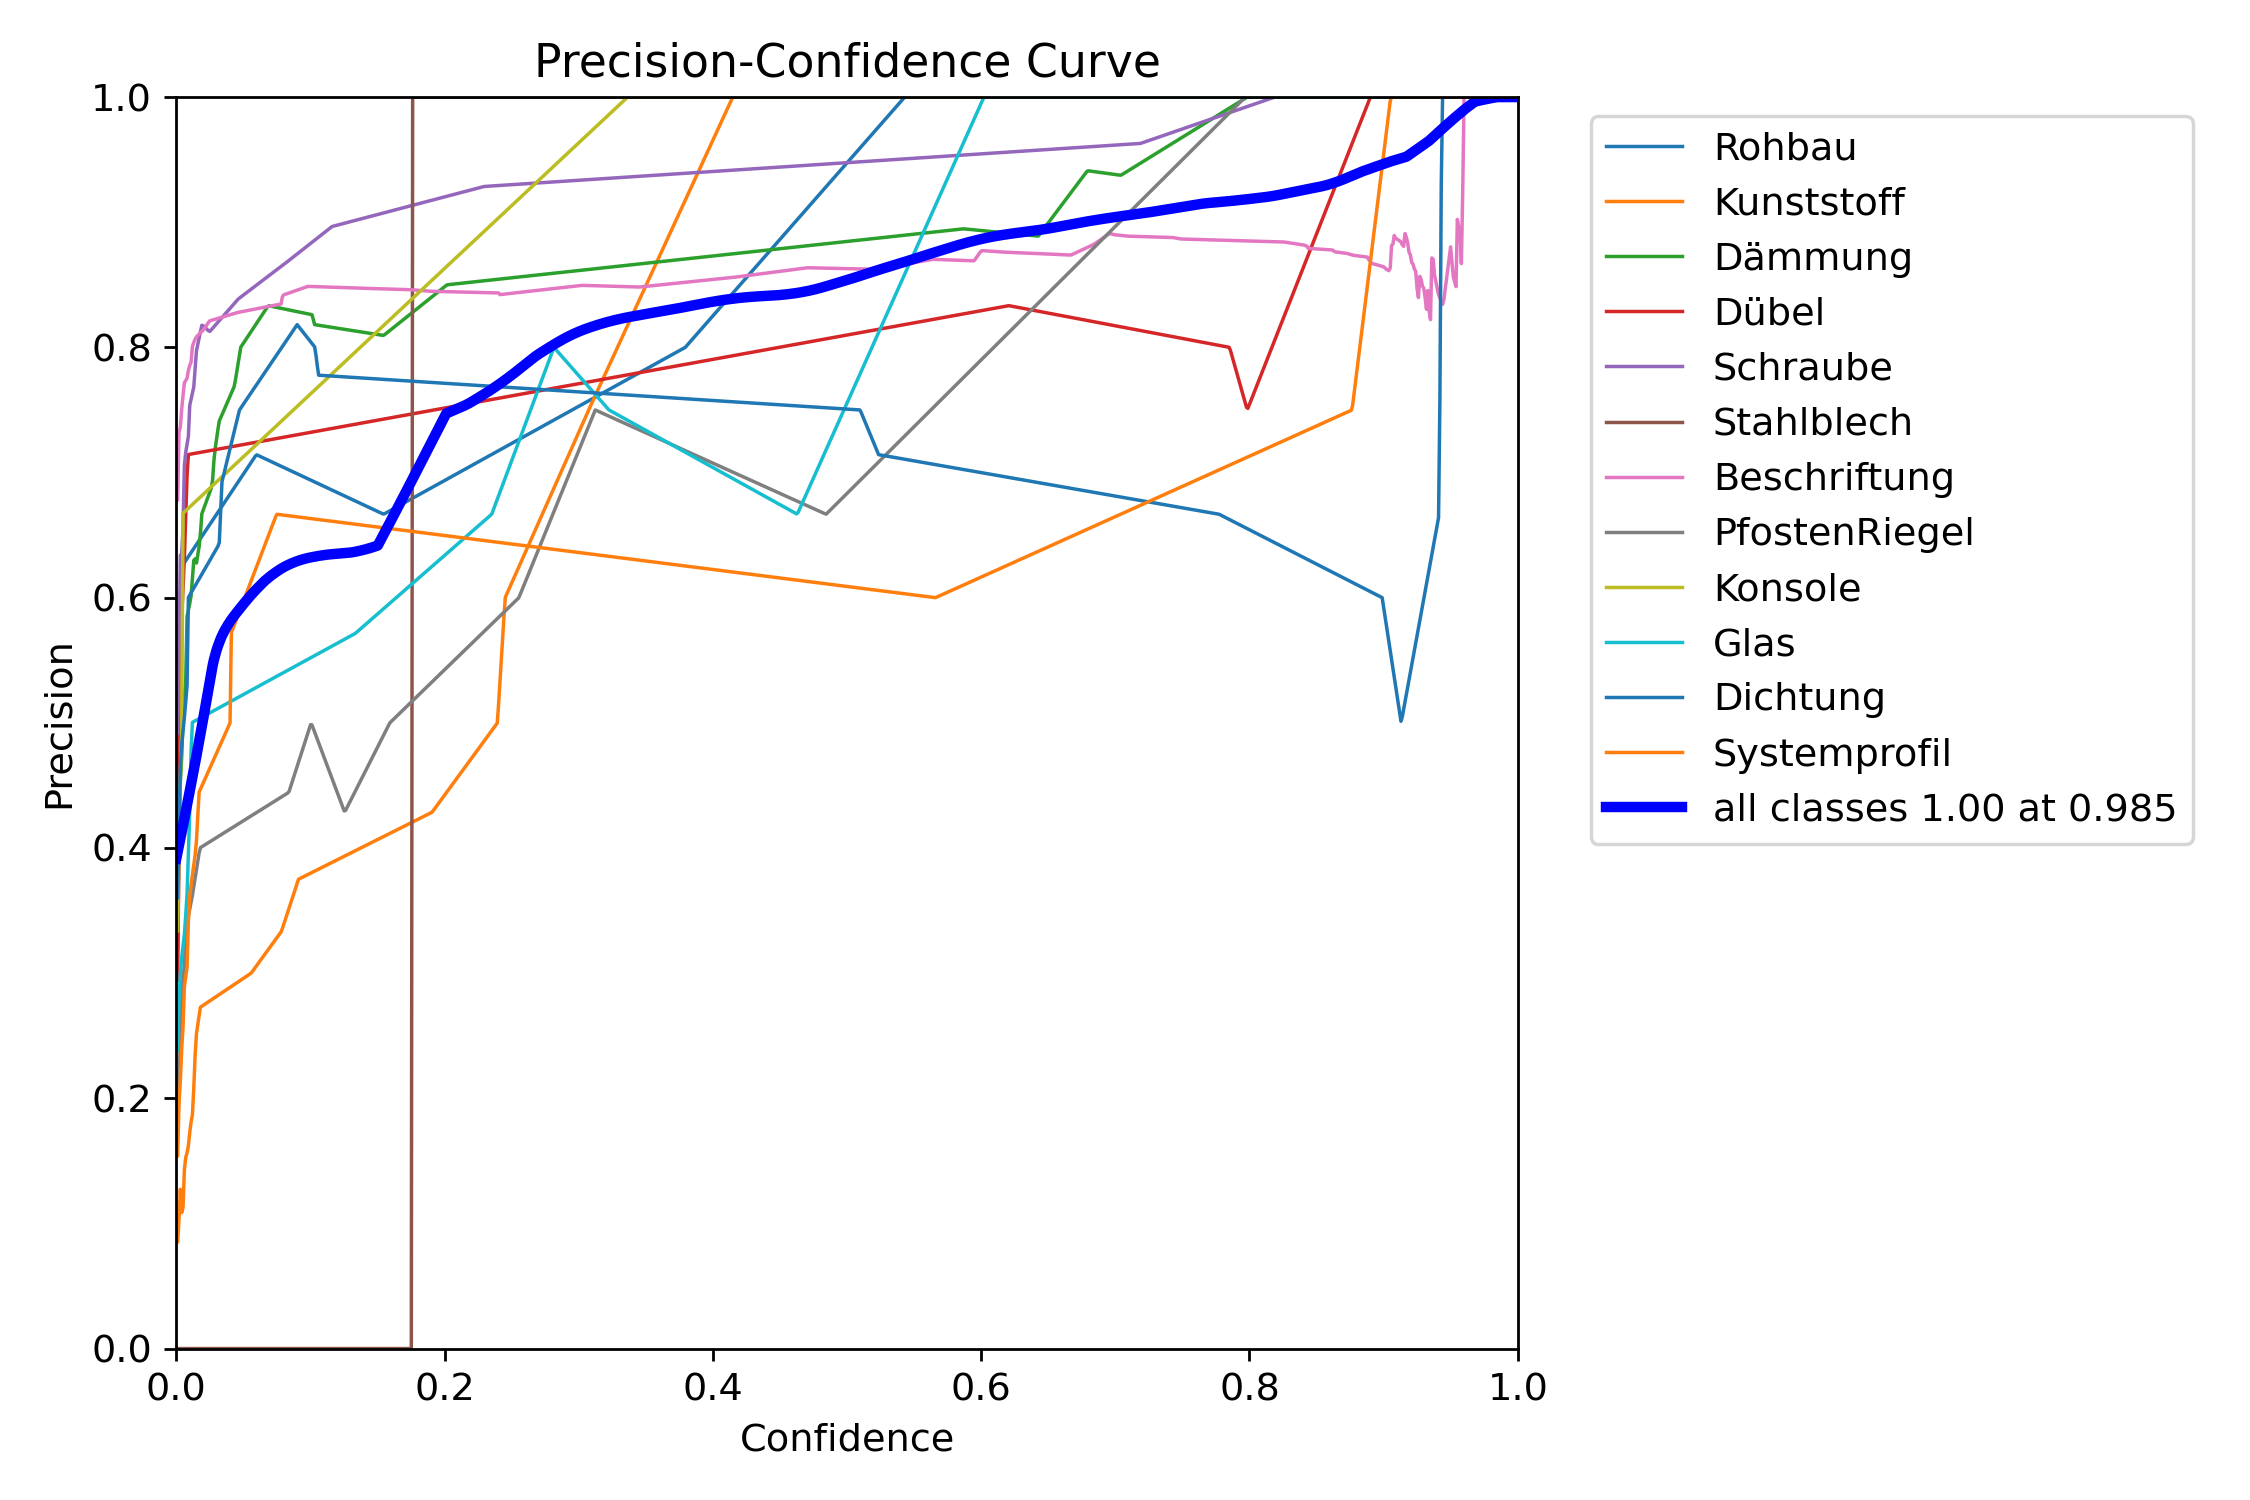 Precision-Confidence Curve
1.0
0.8
0.6
0.4
0.2
0.0
Precision
0.0 0.2 0.4 0.6 0.8 1.0
Confidence
Rohbau
Kunststoff
Dämmung
Dübel
Schraube
Stahlblech
Beschriftung
PfostenRiegel
Konsole
Glas
Dichtung
Systemprofil
all classes 1.00 at 0.985